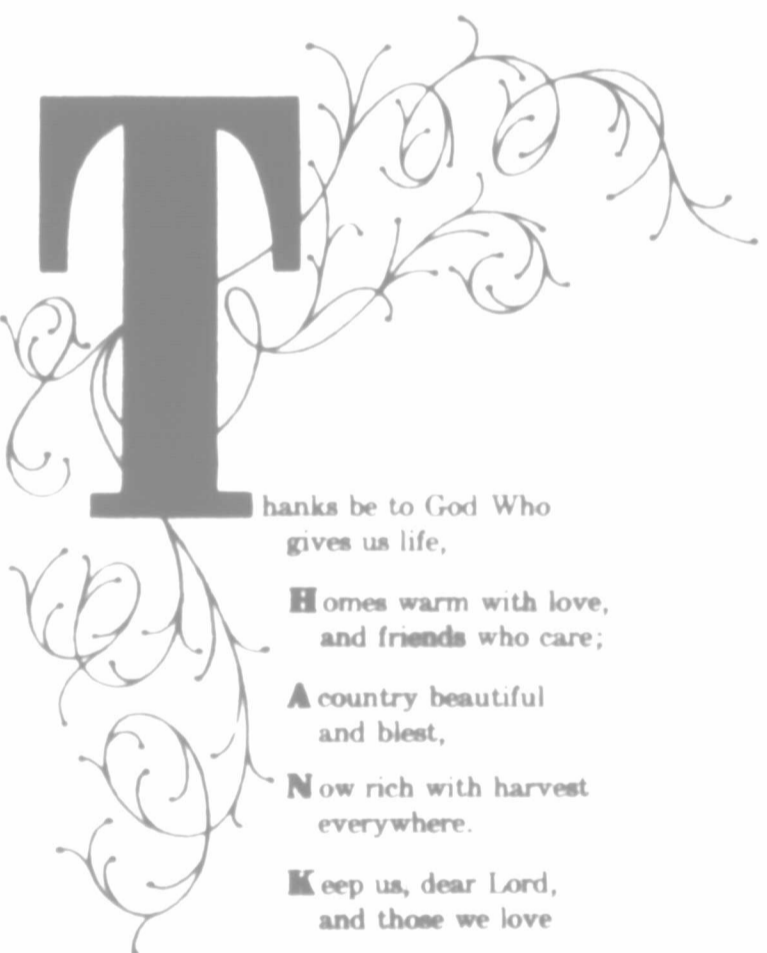 Thanks be to God Who
gives us life,
Homes warm with love,
and friends who care;
A country beautiful
and blest,
Now rich with harvest
everywhere.
Keep us, dear Lord,
and those we love